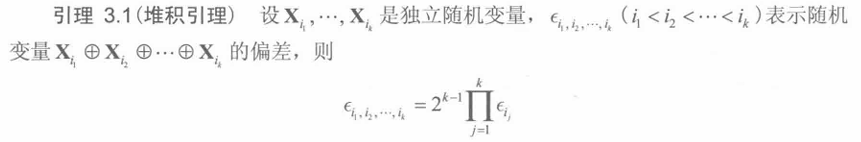 引理 3.1(堆积引理) 设 $\mathbf{X}_{i_1}, \cdots, \mathbf{X}_{i_k}$ 是独立随机变量， $\epsilon_{i_1,i_2,\cdots,i_k}$ ( $i_1 < i_2 < \cdots < i_k$ )表示随机
变量 $\mathbf{X}_{i_1} \oplus \mathbf{X}_{i_2} \oplus \cdots \oplus \mathbf{X}_{i_k}$ 的偏差，则
$\epsilon_{i_1,i_2,\cdots,i_k} = 2^{k-1} \prod_{j=1}^{k} \epsilon_{i_j}$